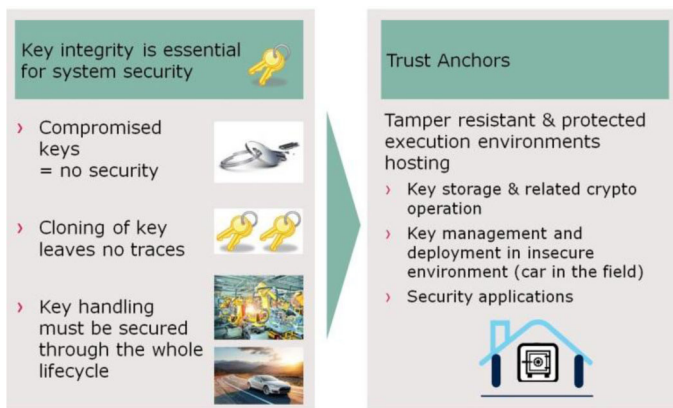 Key integrity is essential
for system security
› Compromised
keys
= no security
› Cloning of key
leaves no traces
› Key handling
must be secured
through the whole
lifecycle
Trust Anchors
Tamper resistant & protected
execution environments
hosting
› Key storage & related crypto
operation
› Key management and
deployment in insecure
environment (car in the field)
› Security applications